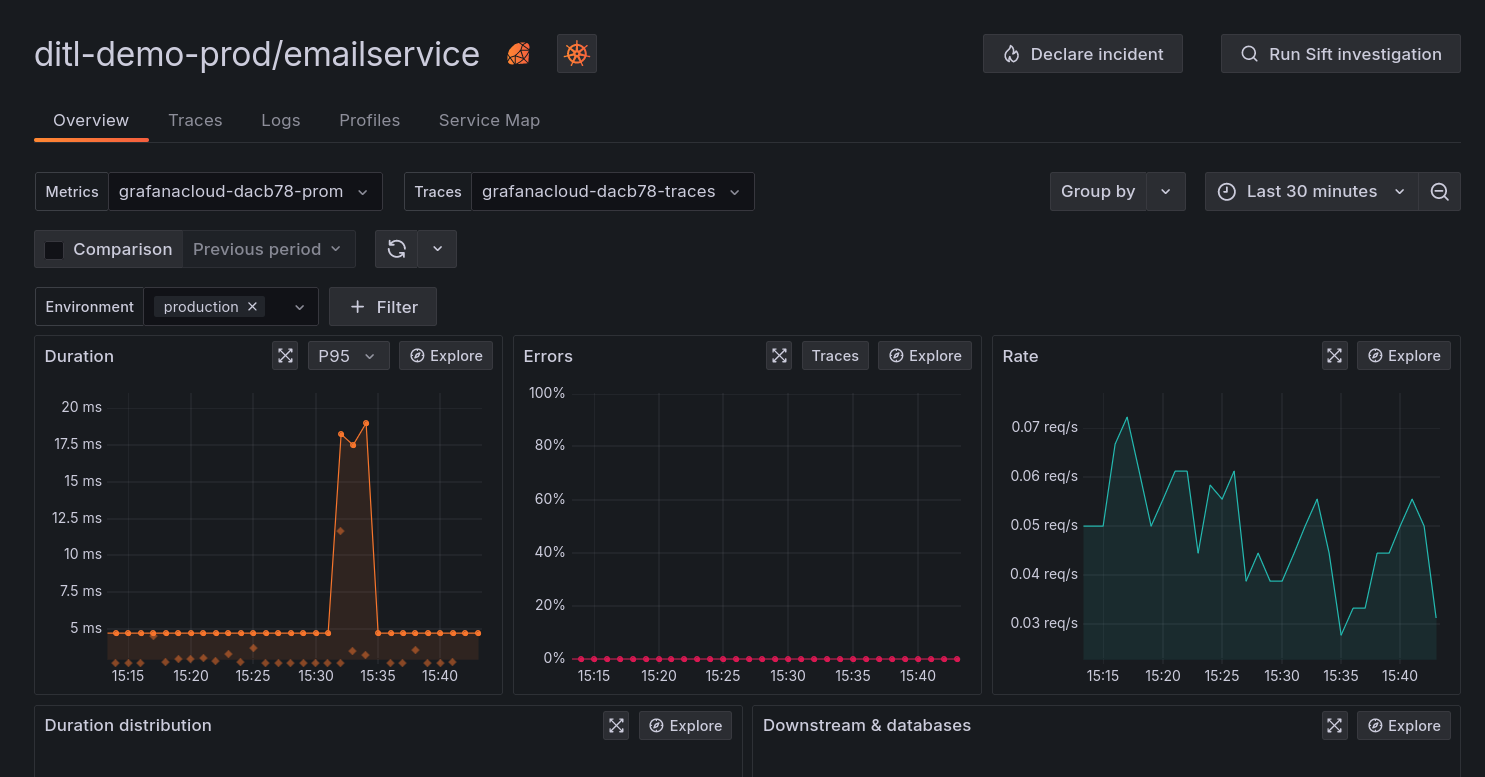 ditl-demo-prod/emailservice
Declare incident
Run Sift investigation
Overview
Traces
Logs
Profiles
Service Map
Metrics
grafanacloud-dacb78-prom
Traces
grafanacloud-dacb78-traces
Group by
Last 30 minutes
Comparison
Previous period
Environment
production
Filter
Duration
P95
Explore
20 ms
17.5 ms
15 ms
12.5 ms
10 ms
7.5 ms
5 ms
15:15
15:20
15:25
15:30
15:35
15:40
Errors
Traces
Explore
100%
80%
60%
40%
20%
0%
15:15
15:20
15:25
15:30
15:35
15:40
Rate
Explore
0.07 req/s
0.06 req/s
0.05 req/s
0.04 req/s
0.03 req/s
15:15
15:20
15:25
15:30
15:35
15:40
Duration distribution
Explore
Downstream & databases
Explore